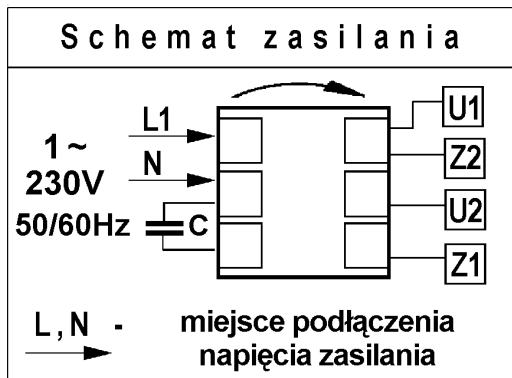 Schemat zasilania
L1
U1
1~
N
Z2
230V
50/60Hz
C
U2
Z1
L,N - miejsce podłączenia
napięcia zasilania